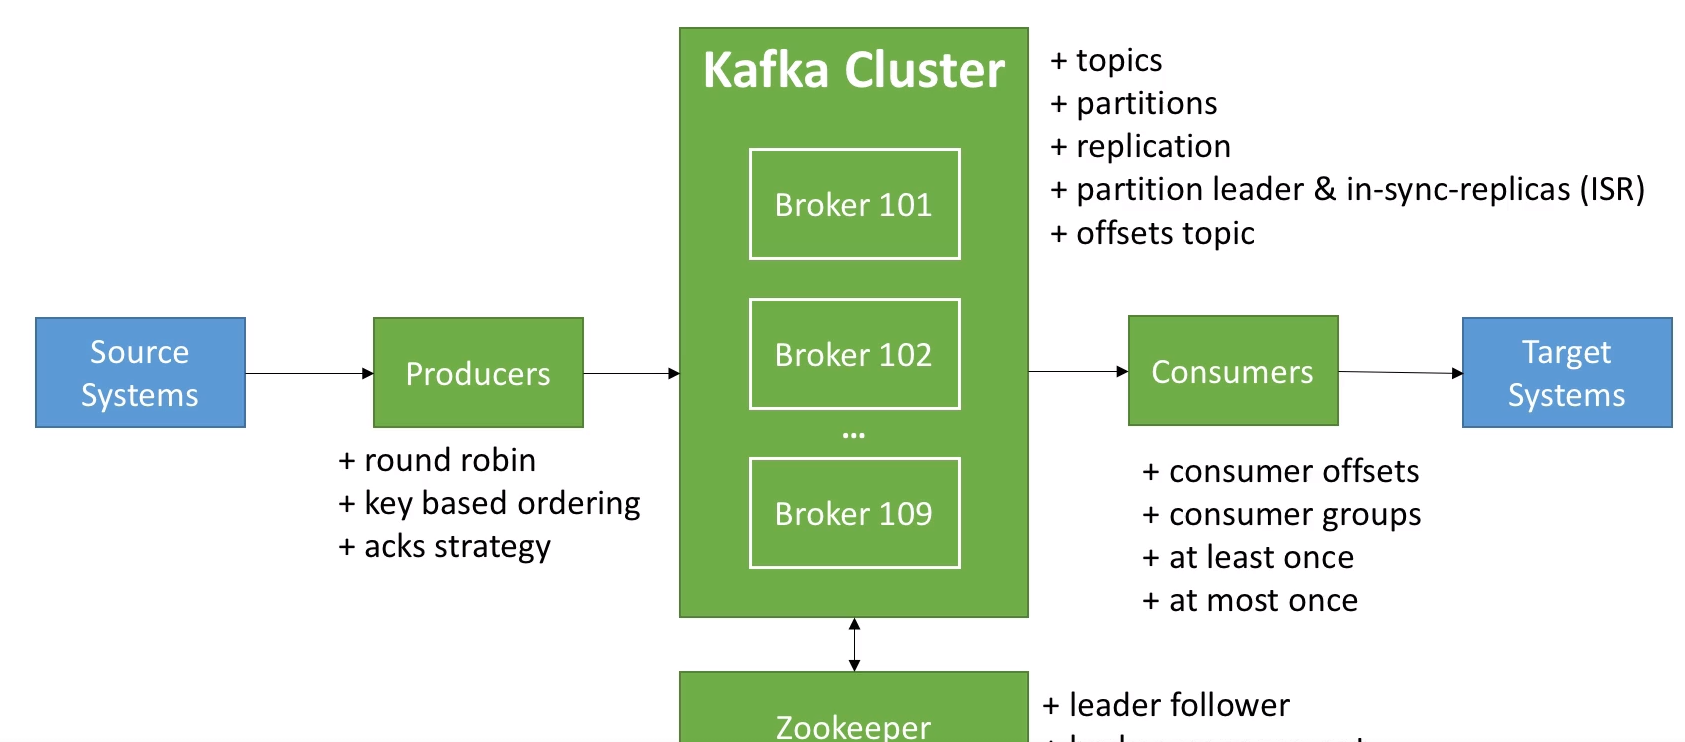 Kafka Cluster
Broker 101
Broker 102
...
Broker 109
+ topics
+ partitions
+ replication
+ partition leader & in-sync-replicas (ISR)
+ offsets topic
Source
Systems
Producers
+ round robin
+ key based ordering
+ acks strategy
Consumers
+ consumer offsets
+ consumer groups
+ at least once
+ at most once
Target
Systems
Zookeeper
+ leader follower